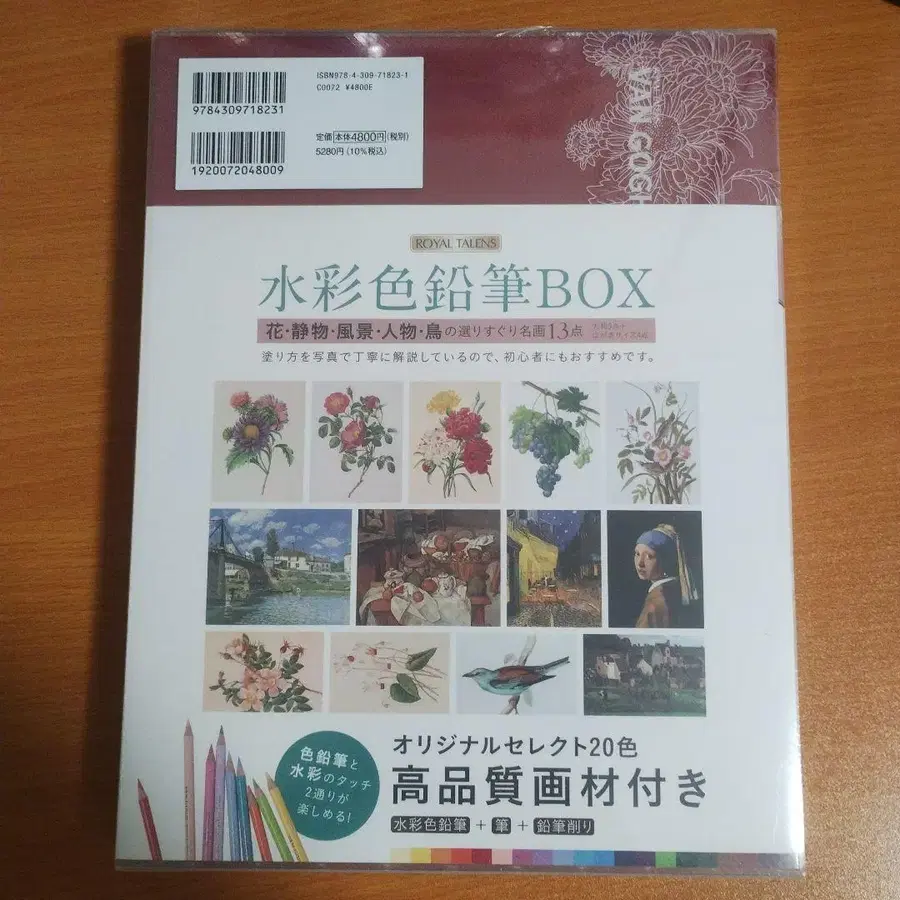 ISBN978-4-309-71823-1
C0072 ¥4800E
9784309718231
定価 本体4800円(税別)
5280円(10%税込)
1920072048009
VAN GOGH
ROYAL TALENS
水彩色鉛筆BOX
花・静物・風景・人物・鳥の選りすぐり名画13点
塗り方を写真で丁寧に解説しているので、初心者にもおすすめです。
色鉛筆と
水彩のタッチ
2通りが
楽しめる!
オリジナルセレクト20色
高品質画材付き
水彩色鉛筆 + 筆 + 鉛筆削り